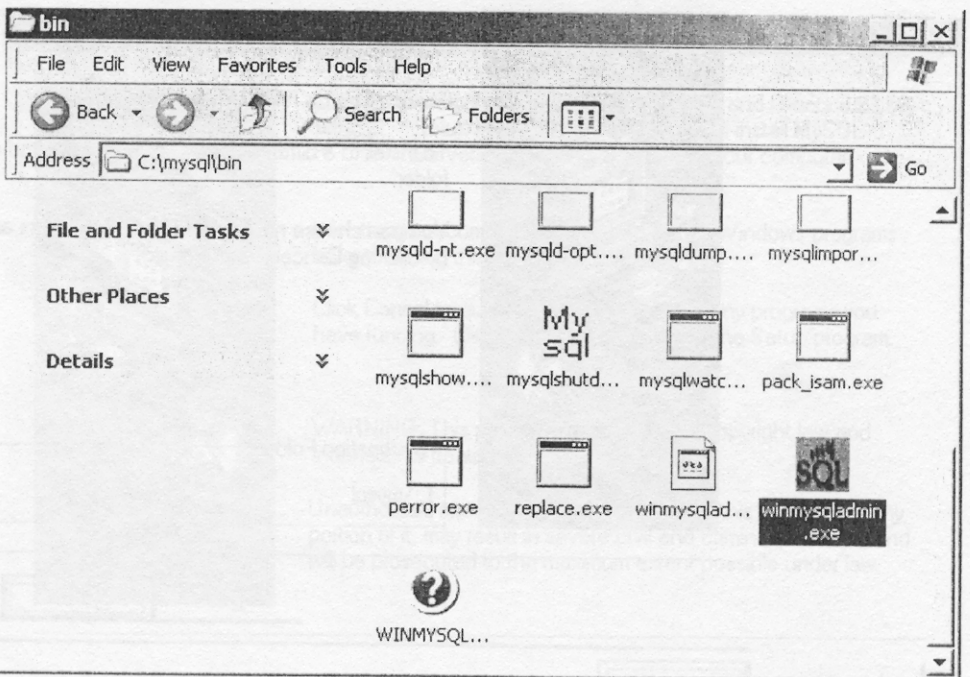 bin
File Edit View Favorites Tools Help
Back Search Folders
Address C:\mysql\bin Go
File and Folder Tasks
Other Places
Details
mysqld-nt.exe mysqld-opt.... mysqldump.... mysqlimpor...
My
sql
mysqlshow.... mysqlshutd... mysqlwatc... pack_isam.exe
my
SQL
perror.exe replace.exe winmysqlad... winmysqladmin
.exe
WINMYSQL...